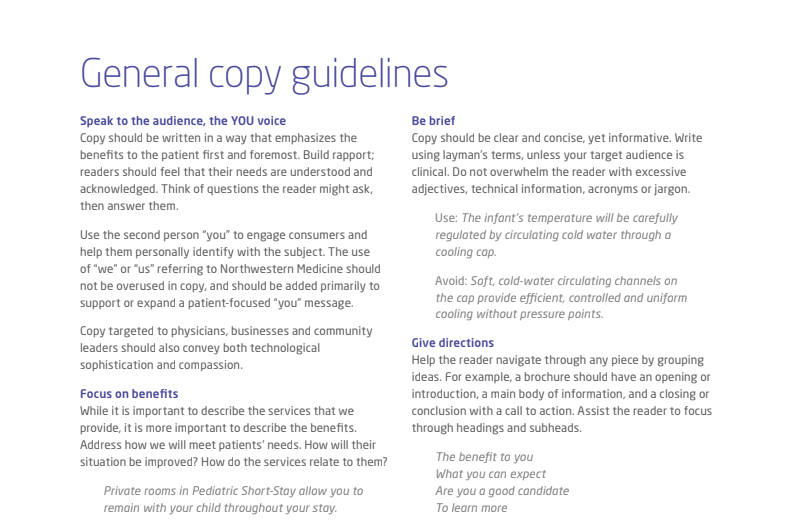 General copy guidelines
Speak to the audience, the YOU voice
Copy should be written in a way that emphasizes the
benefits to the patient first and foremost. Build rapport;
readers should feel that their needs are understood and
acknowledged. Think of questions the reader might ask,
then answer them.
Use the second person “you” to engage consumers and
help them personally identify with the subject. The use
of “we” or “us” referring to Northwestern Medicine should
not be overused in copy, and should be added primarily to
support or expand a patient-focused “you” message.
Copy targeted to physicians, businesses and community
leaders should also convey both technological
sophistication and compassion.
Focus on benefits
While it is important to describe the services that we
provide, it is more important to describe the benefits.
Address how we will meet patients’ needs. How will their
situation be improved? How do the services relate to them?
Private rooms in Pediatric Short-Stay allow you to
remain with your child throughout your stay.
Be brief
Copy should be clear and concise, yet informative. Write
using layman’s terms, unless your target audience is
clinical. Do not overwhelm the reader with excessive
adjectives, technical information, acronyms or jargon.
Use: The infant’s temperature will be carefully
regulated by circulating cold water through a
cooling cap.
Avoid: Soft, cold-water circulating channels on
the cap provide efficient, controlled and uniform
cooling without pressure points.
Give directions
Help the reader navigate through any piece by grouping
ideas. For example, a brochure should have an opening or
introduction, a main body of information, and a closing or
conclusion with a call to action. Assist the reader to focus
through headings and subheads.
The benefit to you
What you can expect
Are you a good candidate
To learn more